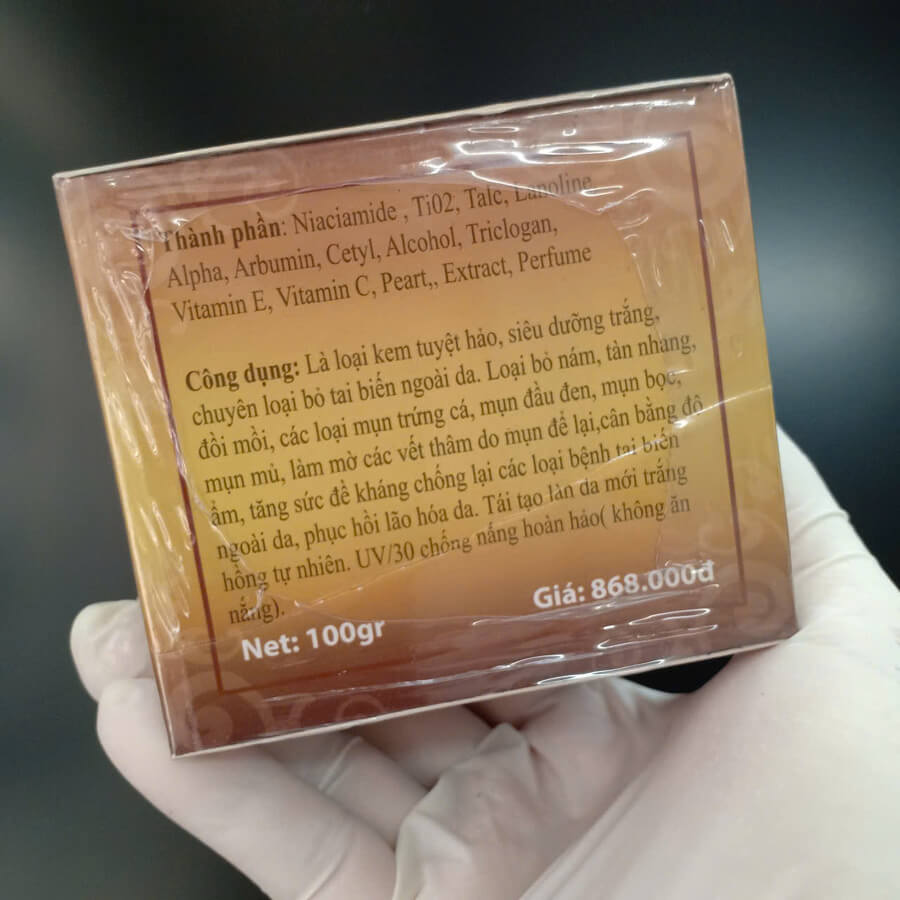 Thành phần: Niaciamide , Ti02, Talc, Lanoline
Alpha, Arbumin, Cetyl, Alcohol, Triclogan,
Vitamin E, Vitamin C, Peart,, Extract, Perfume
Công dụng: Là loại kem tuyệt hảo, siêu dưỡng trắng,
chuyên loại bỏ tai biến ngoài da. Loại bỏ nám, tàn nhang,
đồi mồi, các loại mụn trứng cá, mụn đầu đen, mụn bọc,
mụn mủ, làm mờ các vết thâm do mụn để lại,cân bằng độ
ẩm, tăng sức đề kháng chống lại các loại bệnh tai biến
ngoài da, phục hồi lão hóa da. Tái tạo làn da mới trắng
hồng tự nhiên. UV/30 chống nắng hoàn hảo( không ăn
nắng).
Net: 100gr
Giá: 868.000đ